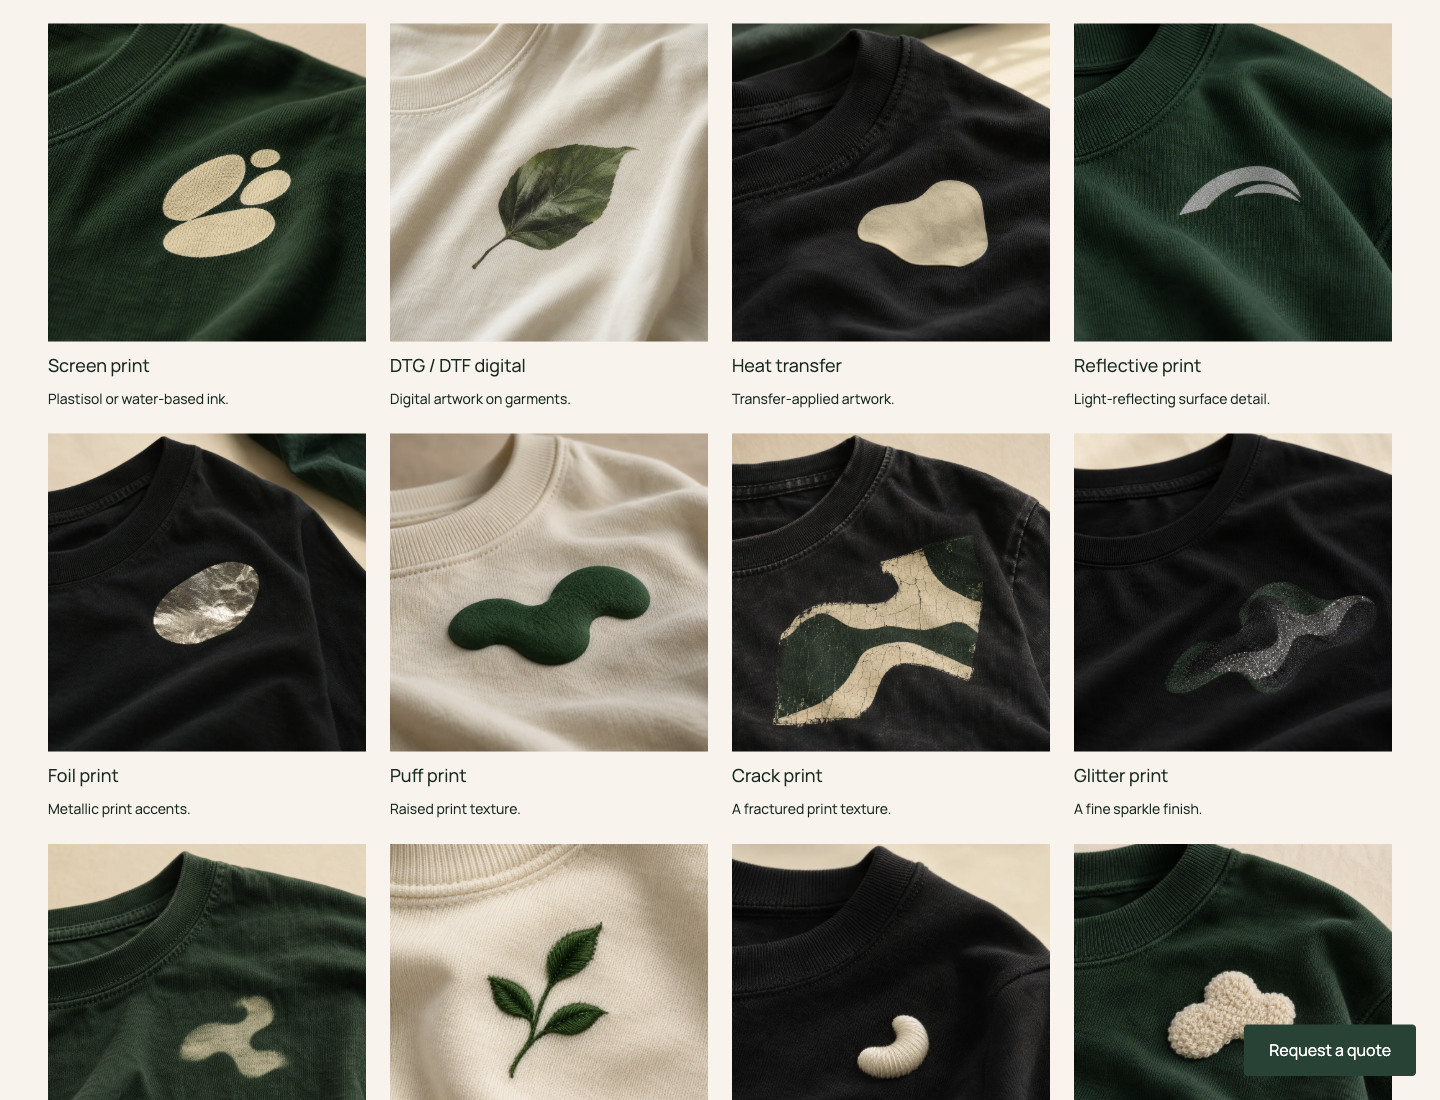 Screen print
Plastisol or water-based ink.
DTG / DTF digital
Digital artwork on garments.
Heat transfer
Transfer-applied artwork.
Reflective print
Light-reflecting surface detail.
Foil print
Metallic print accents.
Puff print
Raised print texture.
Crack print
A fractured print texture.
Glitter print
A fine sparkle finish.
Request a quote